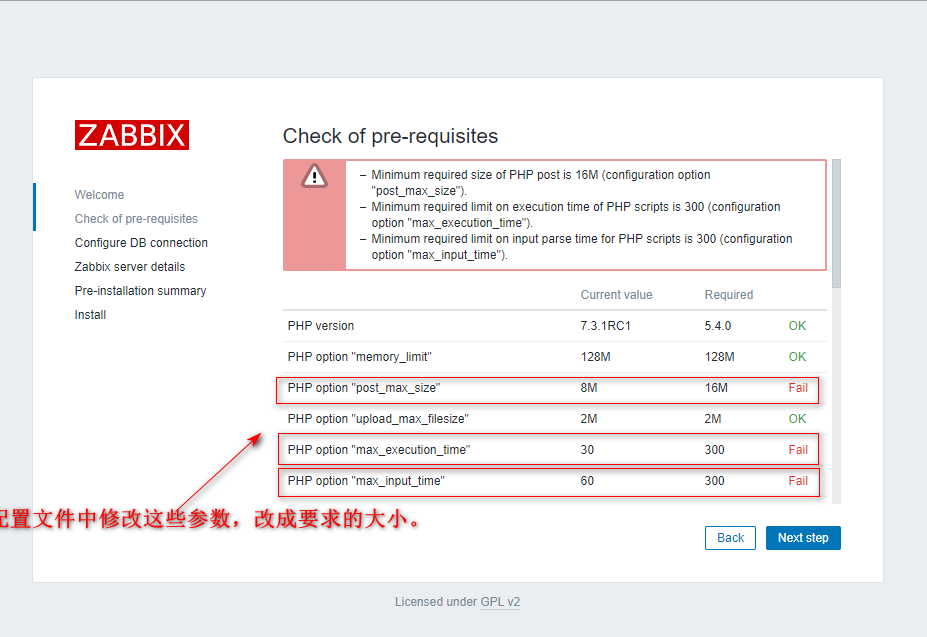 ZABBIX
Welcome
Check of pre-requisites
Configure DB connection
Zabbix server details
Pre-installation summary
Install
Check of pre-requisites
– Minimum required size of PHP post is 16M (configuration option
"post_max_size").
– Minimum required limit on execution time of PHP scripts is 300 (configuration
option "max_execution_time").
– Minimum required limit on input parse time for PHP scripts is 300 (configuration
option "max_input_time").
Current value Required
PHP version 7.3.1RC1 5.4.0 OK
PHP option "memory_limit" 128M 128M OK
PHP option "post_max_size" 8M 16M Fail
PHP option "upload_max_filesize" 2M 2M OK
PHP option "max_execution_time" 30 300 Fail
PHP option "max_input_time" 60 300 Fail
配置文件中修改这些参数，改成要求的大小。
Back Next step
Licensed under GPL v2